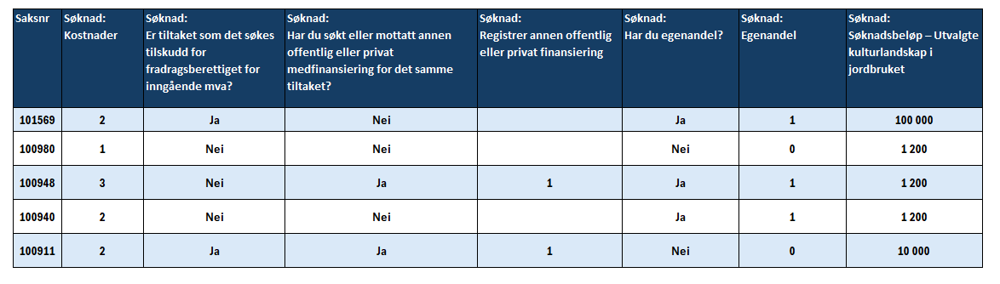 Saksnr Søknad: Søknad: Søknad: Søknad: Søknad: Søknad: Søknad:
Kostnader Er tiltaket som det søkes Har du søkt eller mottatt annen Registrer annen offentlig Har du egenandel? Egenandel Søknadsbeløp – Utvalgte
tilskudd for offentlig eller privat eller privat finansiering kulturlandskap i
fradragsberettiget for medfinansiering for det samme jordbruket
inngående mva? tiltaket?
101569 2 Ja Nei Ja 1 100 000
100980 1 Nei Nei Nei 0 1 200
100948 3 Nei Ja 1 Ja 1 1 200
100940 2 Nei Nei Ja 1 1 200
100911 2 Ja Ja 1 Nei 0 10 000